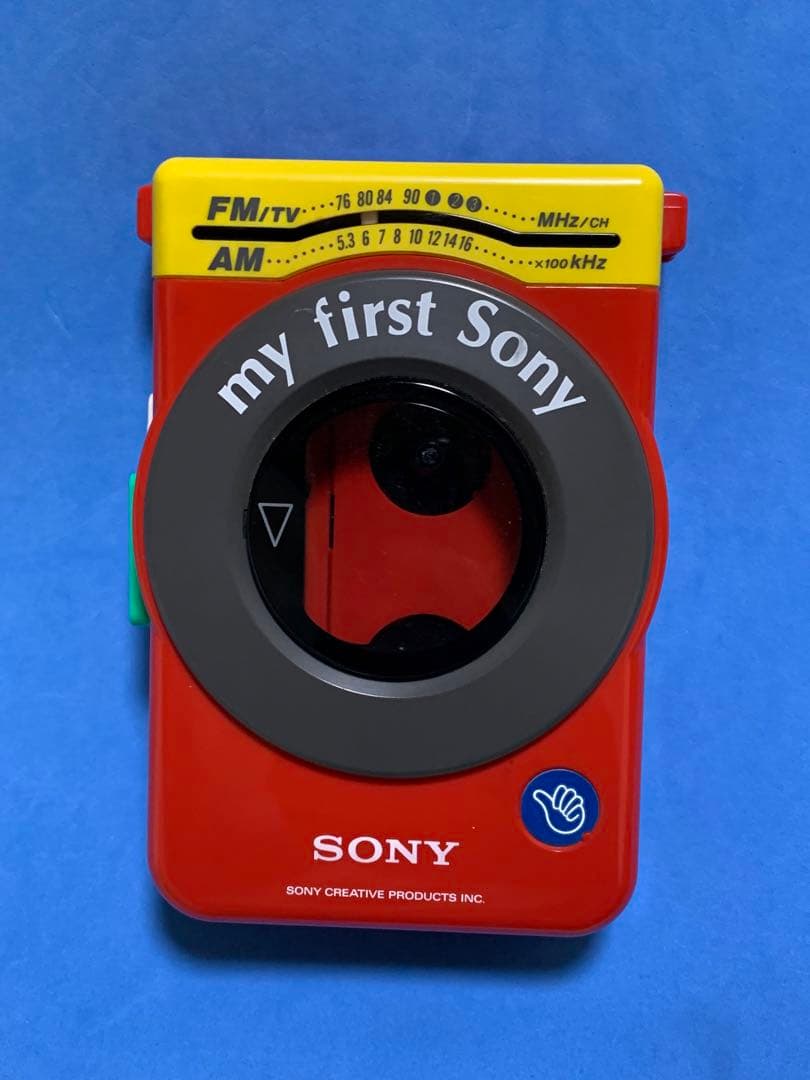 FM/TV·····76 80 84 90 1 2 3······MHz/CH
AM·······5.3 6 7 8 10 12 14 16·······×100 kHz
my first Sony
SONY
SONY CREATIVE PRODUCTS INC.